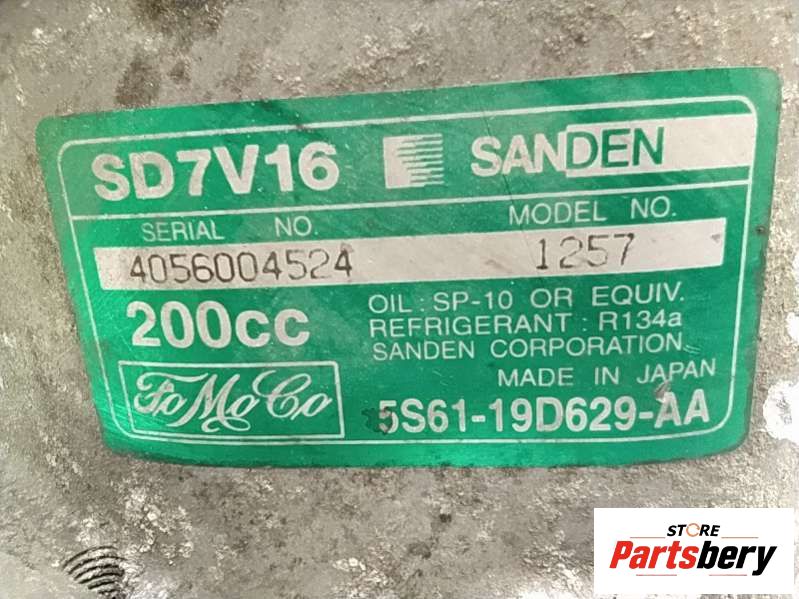 SD7V16 SANDEN
SERIAL NO. MODEL NO.
4056004524 1257
200cc
OIL : SP-10 OR EQUIV.
REFRIGERANT : R134a
SANDEN CORPORATION
MADE IN JAPAN
FoMoCo
5S61-19D629-AA
STORE
Partsbery